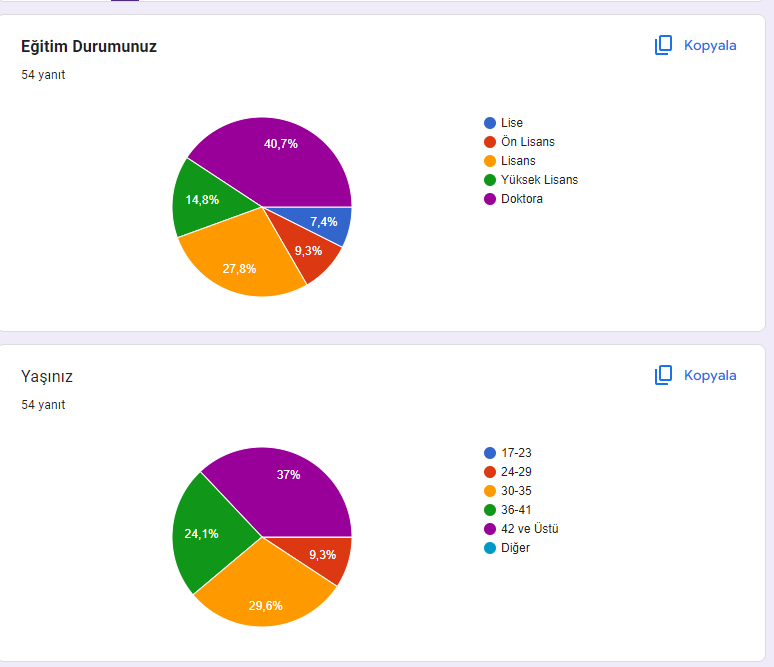 Eğitim Durumunuz
Kopyala
54 yanıt
40,7%
14,8%
7,4%
9,3%
27,8%
Lise
Ön Lisans
Lisans
Yüksek Lisans
Doktora
Yaşınız
Kopyala
54 yanıt
37%
24,1%
9,3%
29,6%
17-23
24-29
30-35
36-41
42 ve Üstü
Diğer